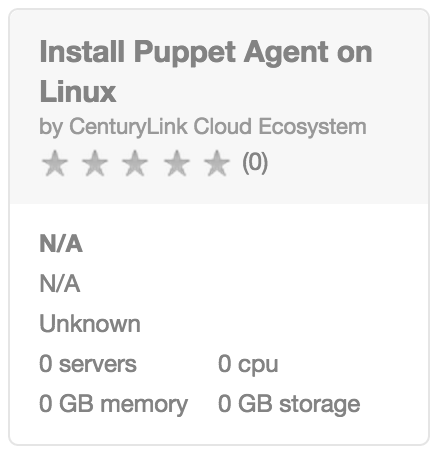 Install Puppet Agent on
Linux
by CenturyLink Cloud Ecosystem
(0)
N/A
N/A
Unknown
0 servers 0 cpu
0 GB memory 0 GB storage